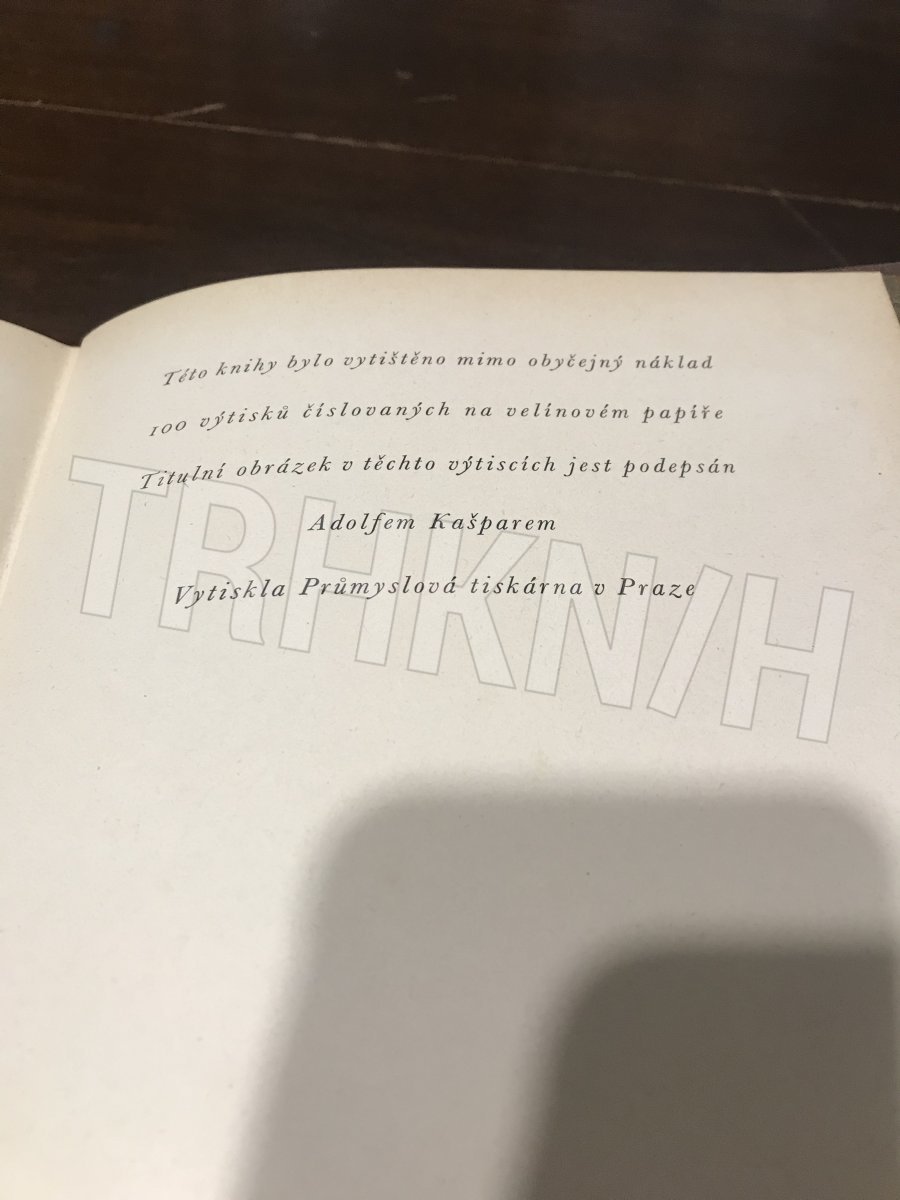 Této knihy bylo vytištěno mimo obyčejný náklad
100 výtisků číslovaných na velínovém papíře
Titulní obrázek v těchto výtiscích jest podepsán
Adolfem Kašparem
Vytiskla Průmyslová tiskárna v Praze
TRHKN/H